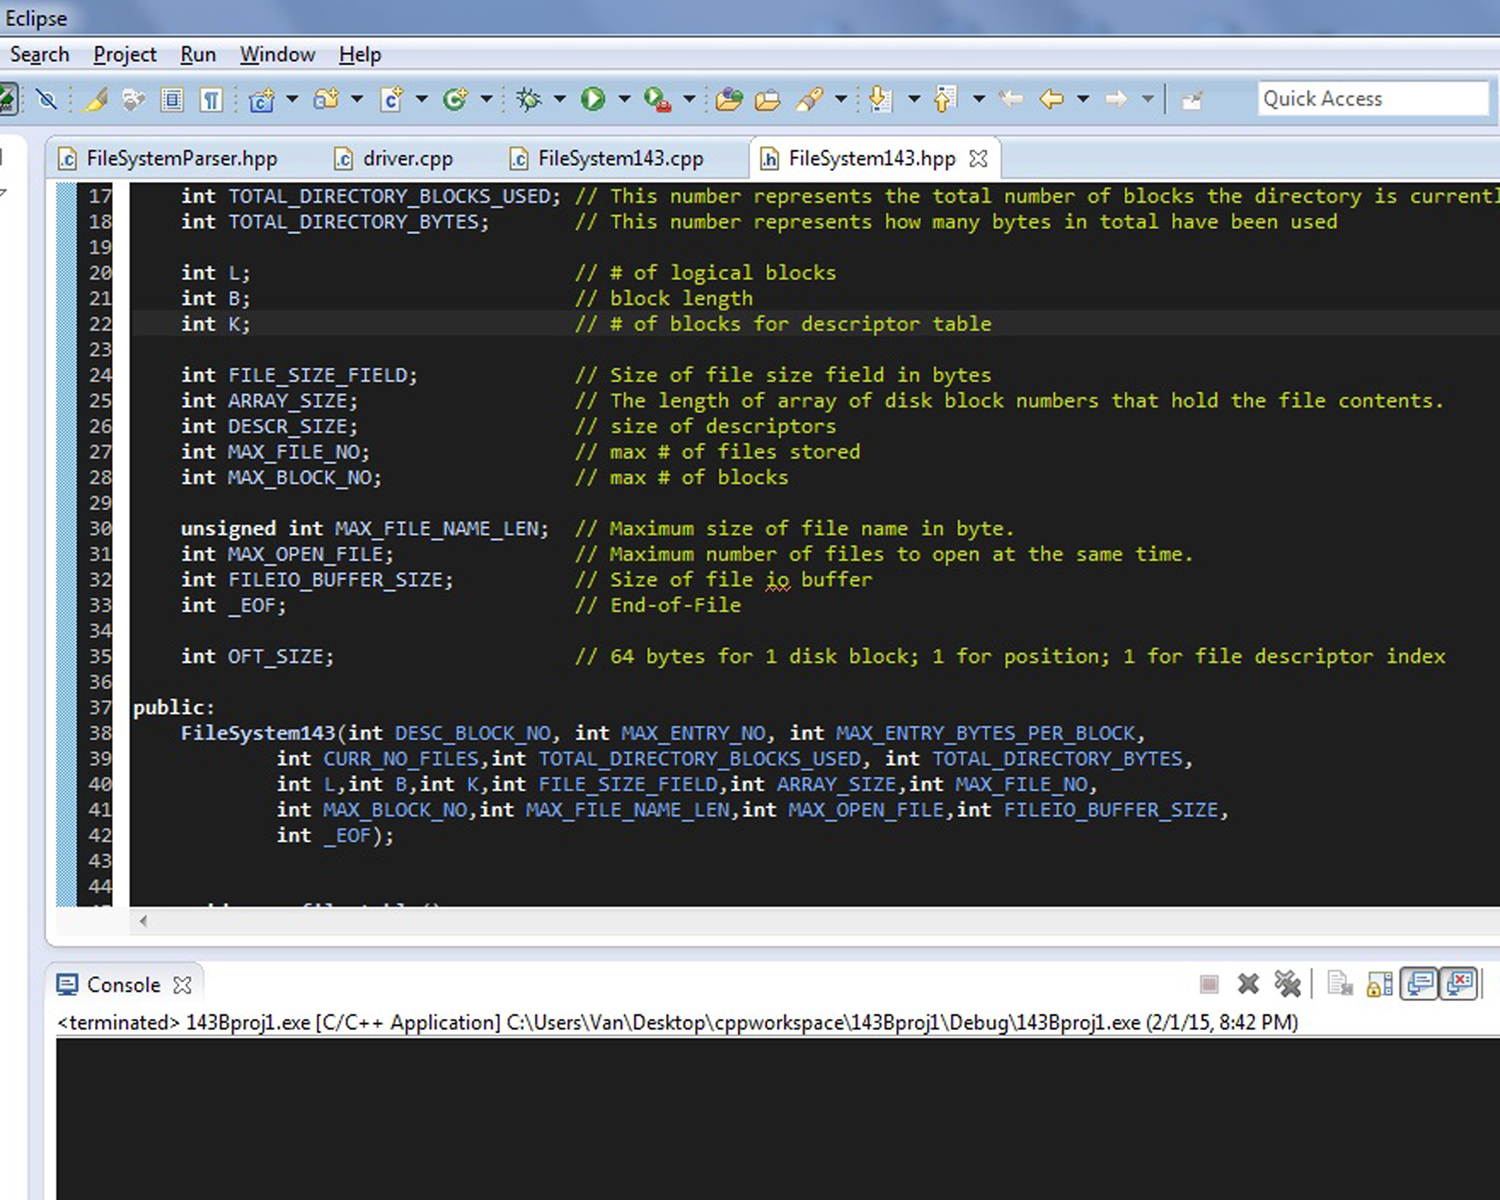 Eclipse
Search Project Run Window Help
Quick Access
FileSystemParser.hpp driver.cpp FileSystem143.cpp FileSystem143.hpp
17 int TOTAL_DIRECTORY_BLOCKS_USED; // This number represents the total number of blocks the directory is currentl
18 int TOTAL_DIRECTORY_BYTES; // This number represents how many bytes in total have been used
19
20 int L; // # of logical blocks
21 int B; // block length
22 int K; // # of blocks for descriptor table
23
24 int FILE_SIZE_FIELD; // Size of file size field in bytes
25 int ARRAY_SIZE; // The length of array of disk block numbers that hold the file contents.
26 int DESCR_SIZE; // size of descriptors
27 int MAX_FILE_NO; // max # of files stored
28 int MAX_BLOCK_NO; // max # of blocks
29
30 unsigned int MAX_FILE_NAME_LEN; // Maximum size of file name in byte.
31 int MAX_OPEN_FILE; // Maximum number of files to open at the same time.
32 int FILEIO_BUFFER_SIZE; // Size of file io buffer
33 int _EOF; // End-of-File
34
35 int OFT_SIZE; // 64 bytes for 1 disk block; 1 for position; 1 for file descriptor index
36
37 public:
38 FileSystem143(int DESC_BLOCK_NO, int MAX_ENTRY_NO, int MAX_ENTRY_BYTES_PER_BLOCK,
39 int CURR_NO_FILES,int TOTAL_DIRECTORY_BLOCKS_USED, int TOTAL_DIRECTORY_BYTES,
40 int L,int B,int K,int FILE_SIZE_FIELD,int ARRAY_SIZE,int MAX_FILE_NO,
41 int MAX_BLOCK_NO,int MAX_FILE_NAME_LEN,int MAX_OPEN_FILE,int FILEIO_BUFFER_SIZE,
42 int _EOF);
43
44
Console
<terminated> 143Bproj1.exe [C/C++ Application] C:\Users\Van\Desktop\cppworkspace\143Bproj1\Debug\143Bproj1.exe (2/1/15, 8:42 PM)